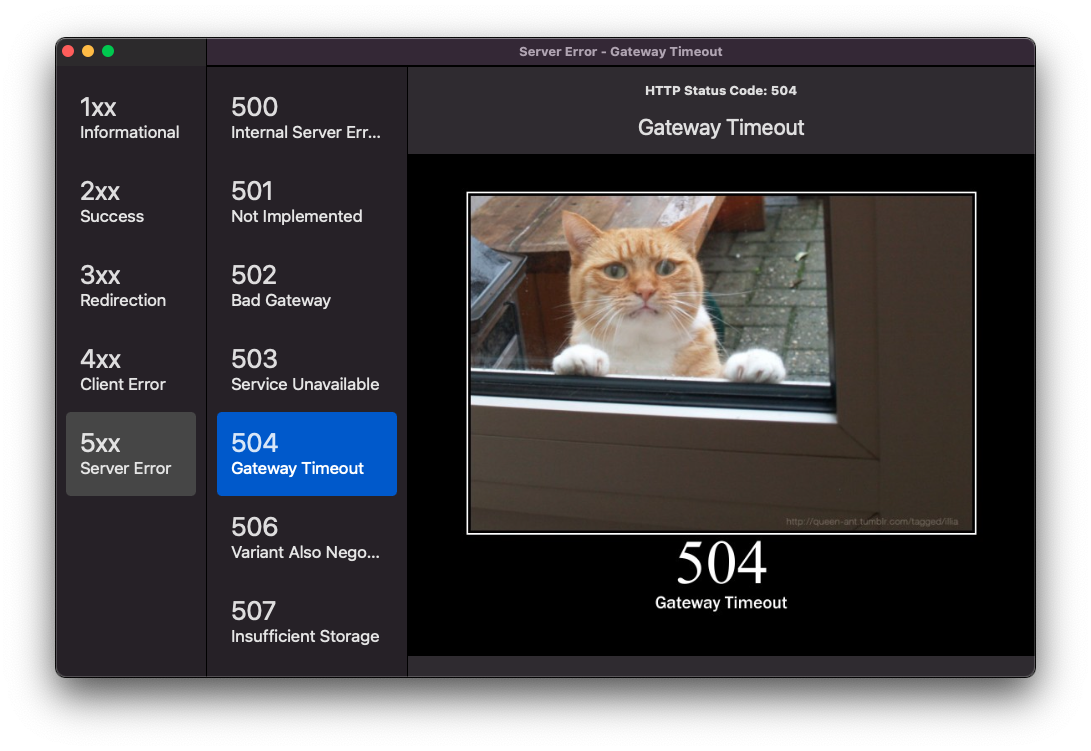 Server Error - Gateway Timeout
1xx
Informational
2xx
Success
3xx
Redirection
4xx
Client Error
5xx
Server Error
500
Internal Server Err...
501
Not Implemented
502
Bad Gateway
503
Service Unavailable
504
Gateway Timeout
506
Variant Also Nego...
507
Insufficient Storage
HTTP Status Code: 504
Gateway Timeout
http://queen-ant.tumblr.com/tagged/illia
504
Gateway Timeout